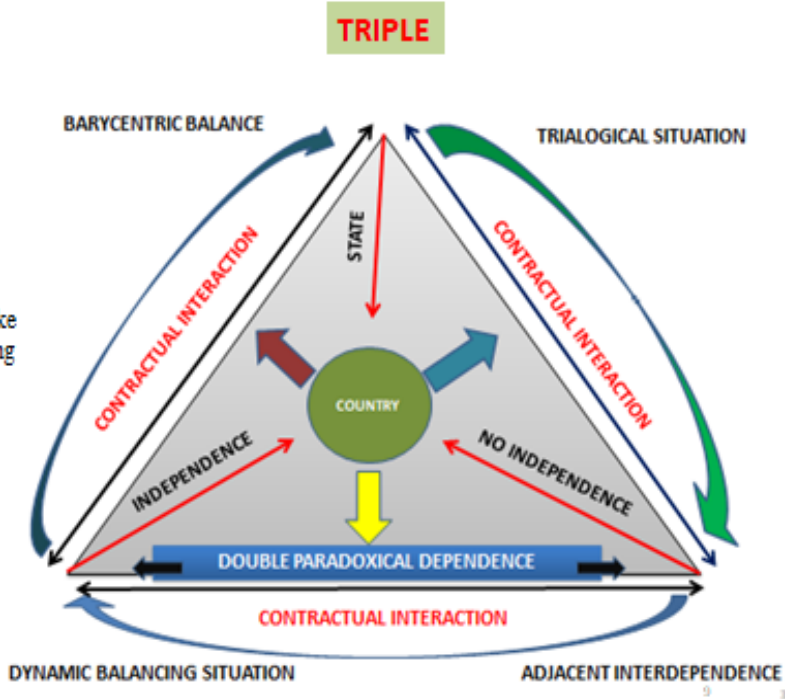 TRIPLE
BARYCENTRIC BALANCE
TRIALOGICAL SITUATION
STATE
CONTRACTUAL INTERACTION
CONTRACTUAL INTERACTION
COUNTRY
INDEPENDENCE
NO INDEPENDENCE
DOUBLE PARADOXICAL DEPENDENCE
CONTRACTUAL INTERACTION
DYNAMIC BALANCING SITUATION
ADJACENT INTERDEPENDENCE
9